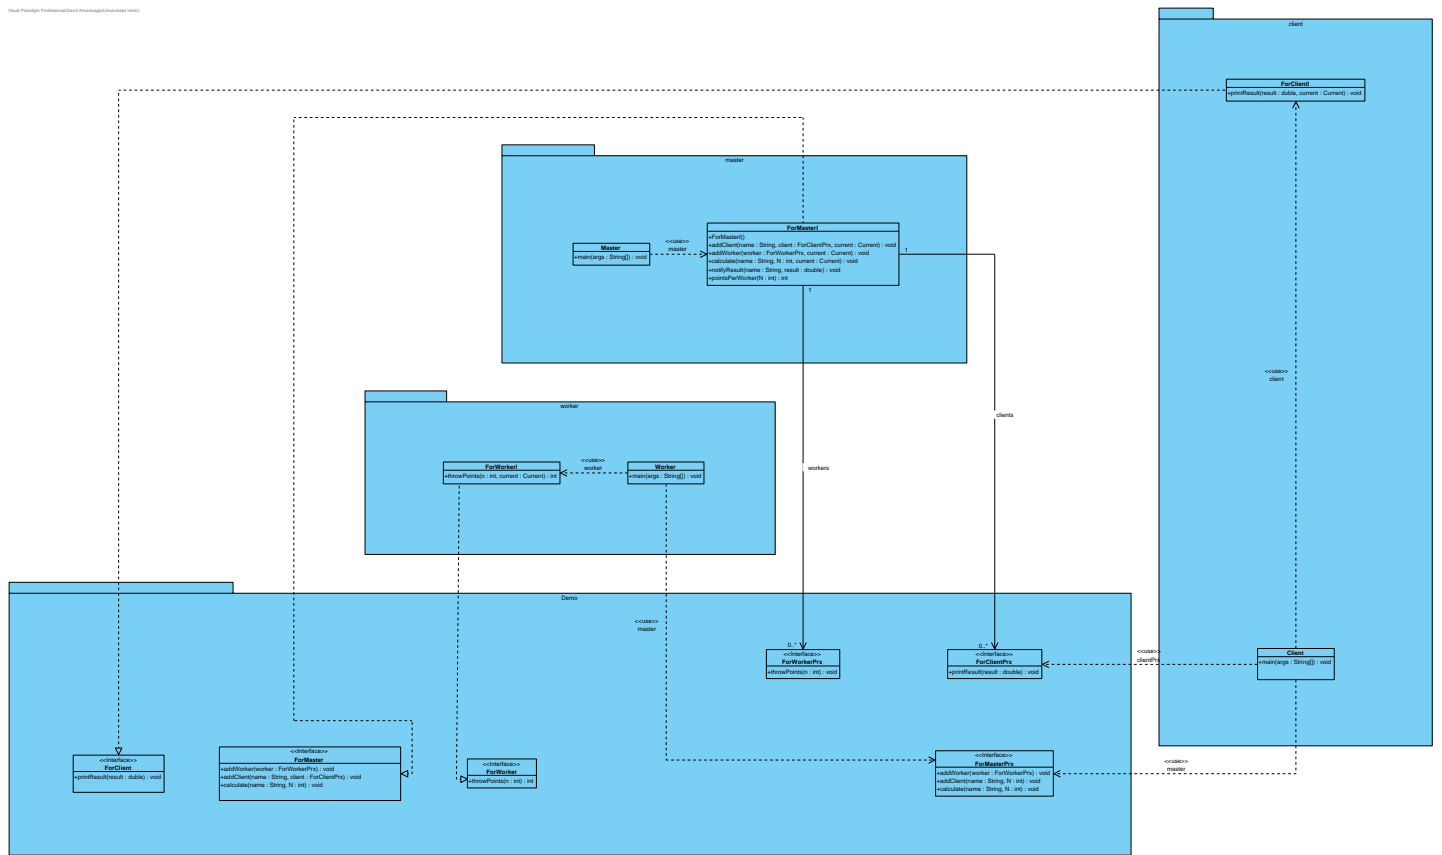 client
ForClientI
+printResult(result : duble, current : Current) : void
master
ForMasterI
+ForMasterI()
+addClient(name : String, client : ForClientPrx, current : Current) : void
+addWorker(worker : ForWorkerPrx, current : Current) : void
+calculate(name : String, N : int, current : Current) : void
+notifyResult(name : String, result : double) : void
+pointsPerWorker(N : int) : int
Master
+main(args : String[]) : void
<<use>>
master
1
1
<<use>>
client
worker
clients
workers
ForWorkerI
+throwPoints(n : int, current : Current) : int
<<use>>
worker
Worker
+main(args : String[]) : void
Demo
<<use>>
master
0..*
<<Interface>>
ForWorkerPrx
+throwPoints(n : int) : void
0..*
<<Interface>>
ForClientPrx
+printResult(result : double) : void
<<use>>
clientPrx
Client
+main(args : String[]) : void
<<Interface>>
ForClient
+printResult(result : duble) : void
<<Interface>>
ForMaster
+addWorker(worker : ForWorkerPrx) : void
+addClient(name : String, client : ForClientPrx) : void
+calculate(name : String, N : int) : void
<<Interface>>
ForWorker
+throwPoints(n : int) : int
<<Interface>>
ForMasterPrx
+addWorker(worker : ForWorkerPrx) : void
+addClient(name : String, N : int) : void
+calculate(name : String, N : int) : void
<<use>>
master